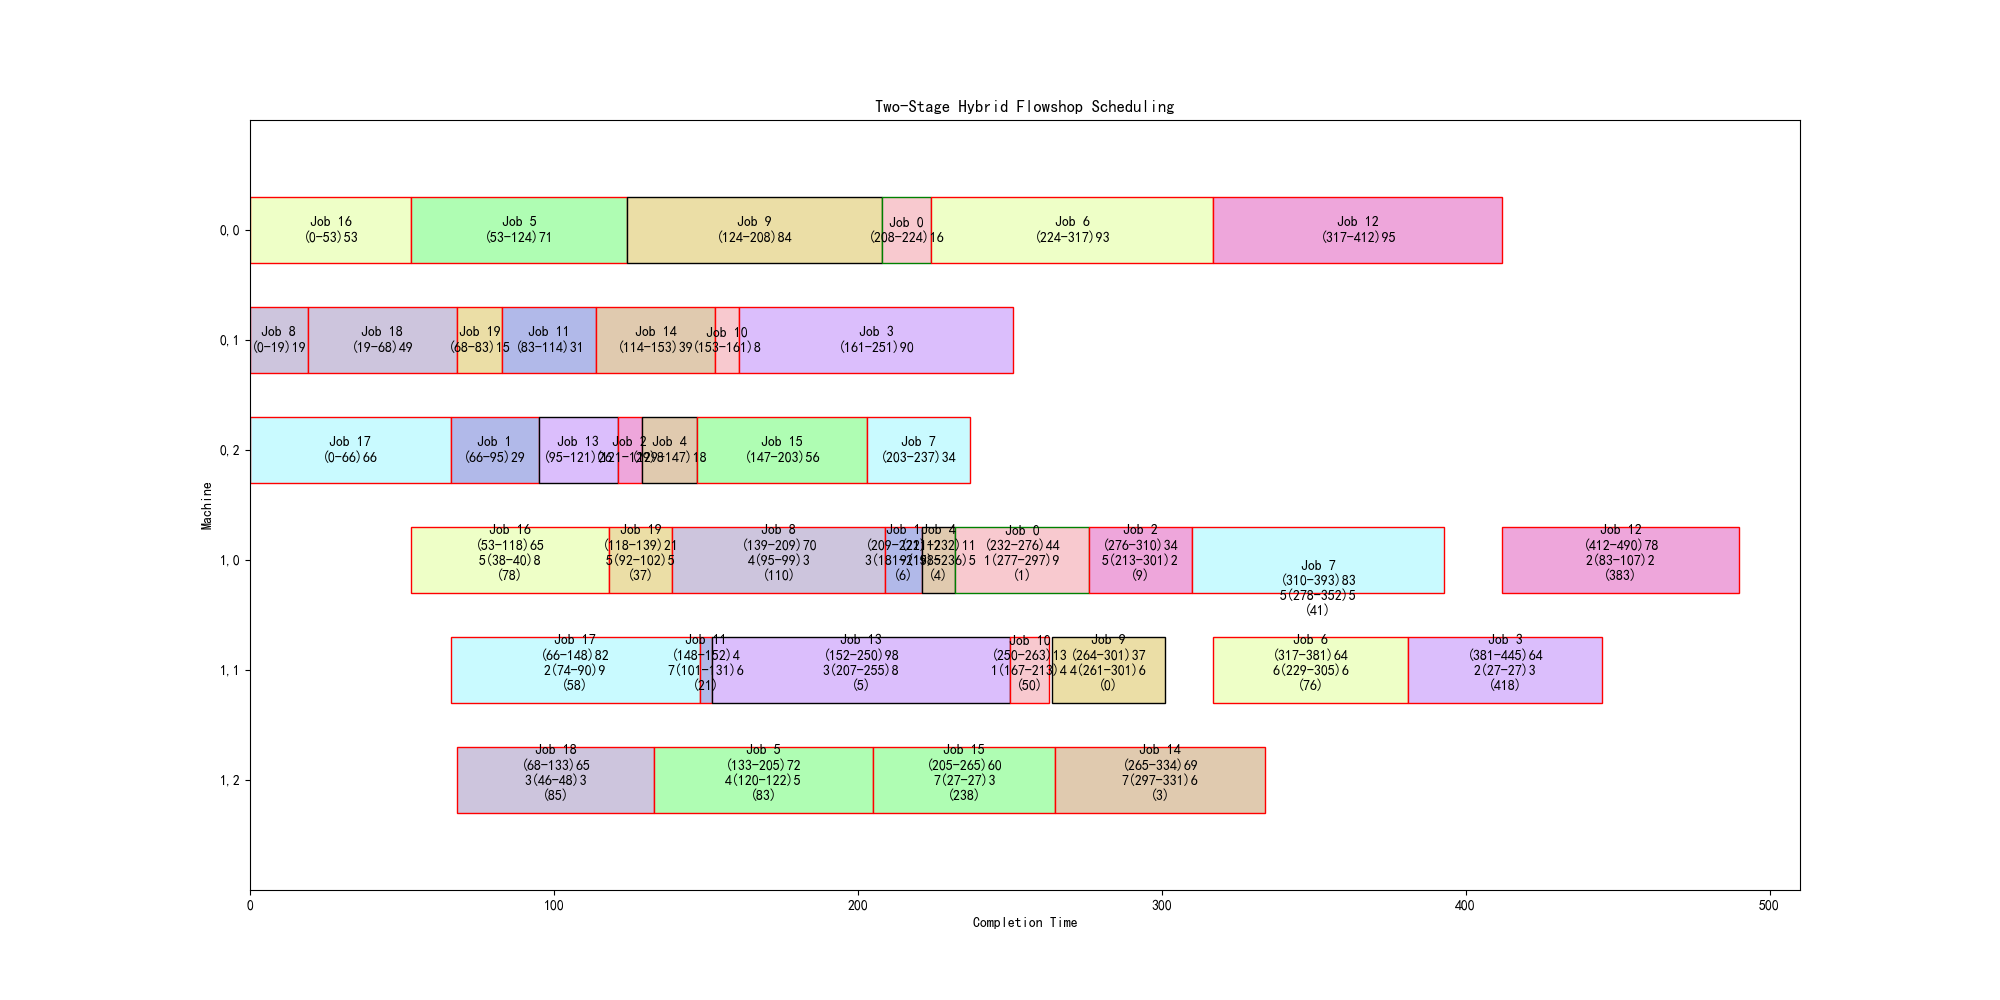 Two-Stage Hybrid Flowshop Scheduling
0,0
Job 16
(0-53)53
Job 5
(53-124)71
Job 9
(124-208)84
Job 0
(208-224)16
Job 6
(224-317)93
Job 12
(317-412)95
0,1
Job 8
(0-19)19
Job 18
(19-68)49
Job 19
(68-83)15
Job 11
(83-114)31
Job 14
(114-153)39
Job 10
(153-161)8
Job 3
(161-251)90
0,2
Job 17
(0-66)66
Job 1
(66-95)29
Job 13
(95-121)26
Job 2
(121-129)8
Job 4
(129-147)18
Job 15
(147-203)56
Job 7
(203-237)34
Machine
1,0
Job 16
(53-118)65
5(38-40)8
(78)
Job 19
(118-139)21
5(92-102)5
(37)
Job 8
(139-209)70
4(95-99)3
(110)
Job 1
(209-221)12
(6)
Job 4
(221-232)11
(4)
Job 0
(232-276)44
1(277-297)9
(1)
Job 2
(276-310)34
5(213-301)2
(9)
Job 7
(310-393)83
5(278-352)5
(41)
Job 12
(412-490)78
2(83-107)2
(383)
1,1
Job 17
(66-148)82
2(74-90)9
(58)
Job 11
(148-152)4
7(101-131)6
(21)
Job 13
(152-250)98
3(207-255)8
(5)
Job 10
(250-263)13
1(167-213)4
(50)
Job 9
(264-301)37
4(261-301)6
(0)
Job 6
(317-381)64
6(229-305)6
(76)
Job 3
(381-445)64
2(27-27)3
(418)
1,2
Job 18
(68-133)65
3(46-48)3
(85)
Job 5
(133-205)72
4(120-122)5
(83)
Job 15
(205-265)60
7(27-27)3
(238)
Job 14
(265-334)69
7(297-331)6
(3)
0
100
200
300
400
500
Completion Time